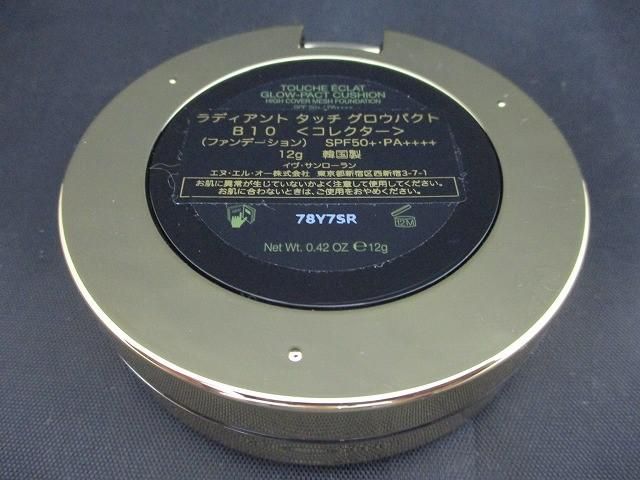 TOUCHE ÉCLAT
GLOW-PACT CUSHION
HIGH COVER MESH FOUNDATION
SPF 50+ / PA++++
ラディアント タッチ グロウパクト
B10 <コレクター>
(ファンデーション) SPF50+・PA++++
12g 韓国製
イヴ・サンローラン
エヌ・エル・オー株式会社 東京都新宿区西新宿3-7-1
お肌に異常が生じていないかよく注意して使用してください。
お肌に合わないときは、ご使用をおやめください。
78Y7SR
12M
Net Wt. 0.42 OZ ℮12g